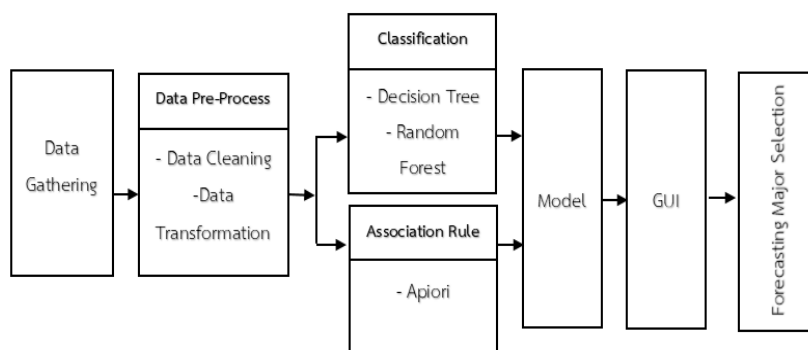 Data
Gathering
Data Pre-Process
- Data Cleaning
-Data
Transformation
Classification
- Decision Tree
- Random
Forest
Association Rule
- Apiori
Model
GUI
Forecasting Major Selection